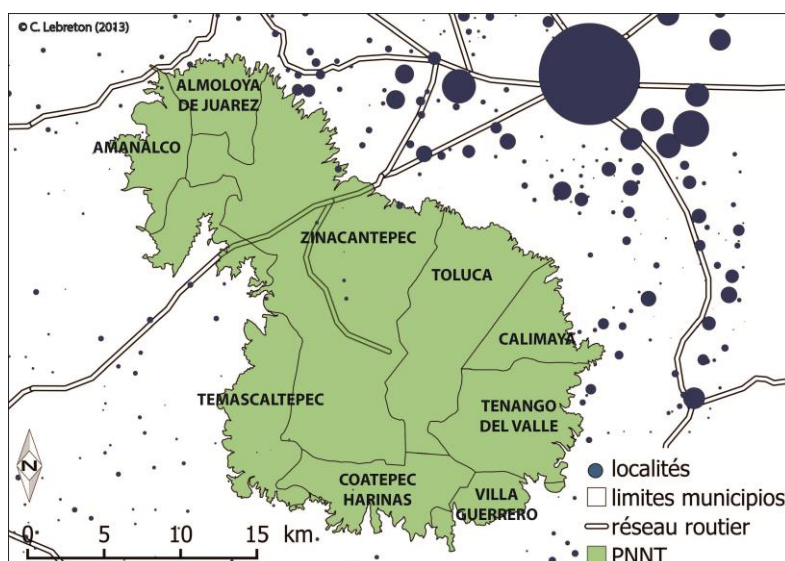 © C. Lebreton (2013)
ALMOLOYA
DE JUAREZ
AMANALCO
ZINACANTEPEC
TOLUCA
CALIMAYA
TEMASCALTEPEC
TENANGO
DEL VALLE
COATEPEC
HARINAS
VILLA
GUERRERO
N
0 5 10 15 km
localités
limites municipios
réseau routier
PNNT